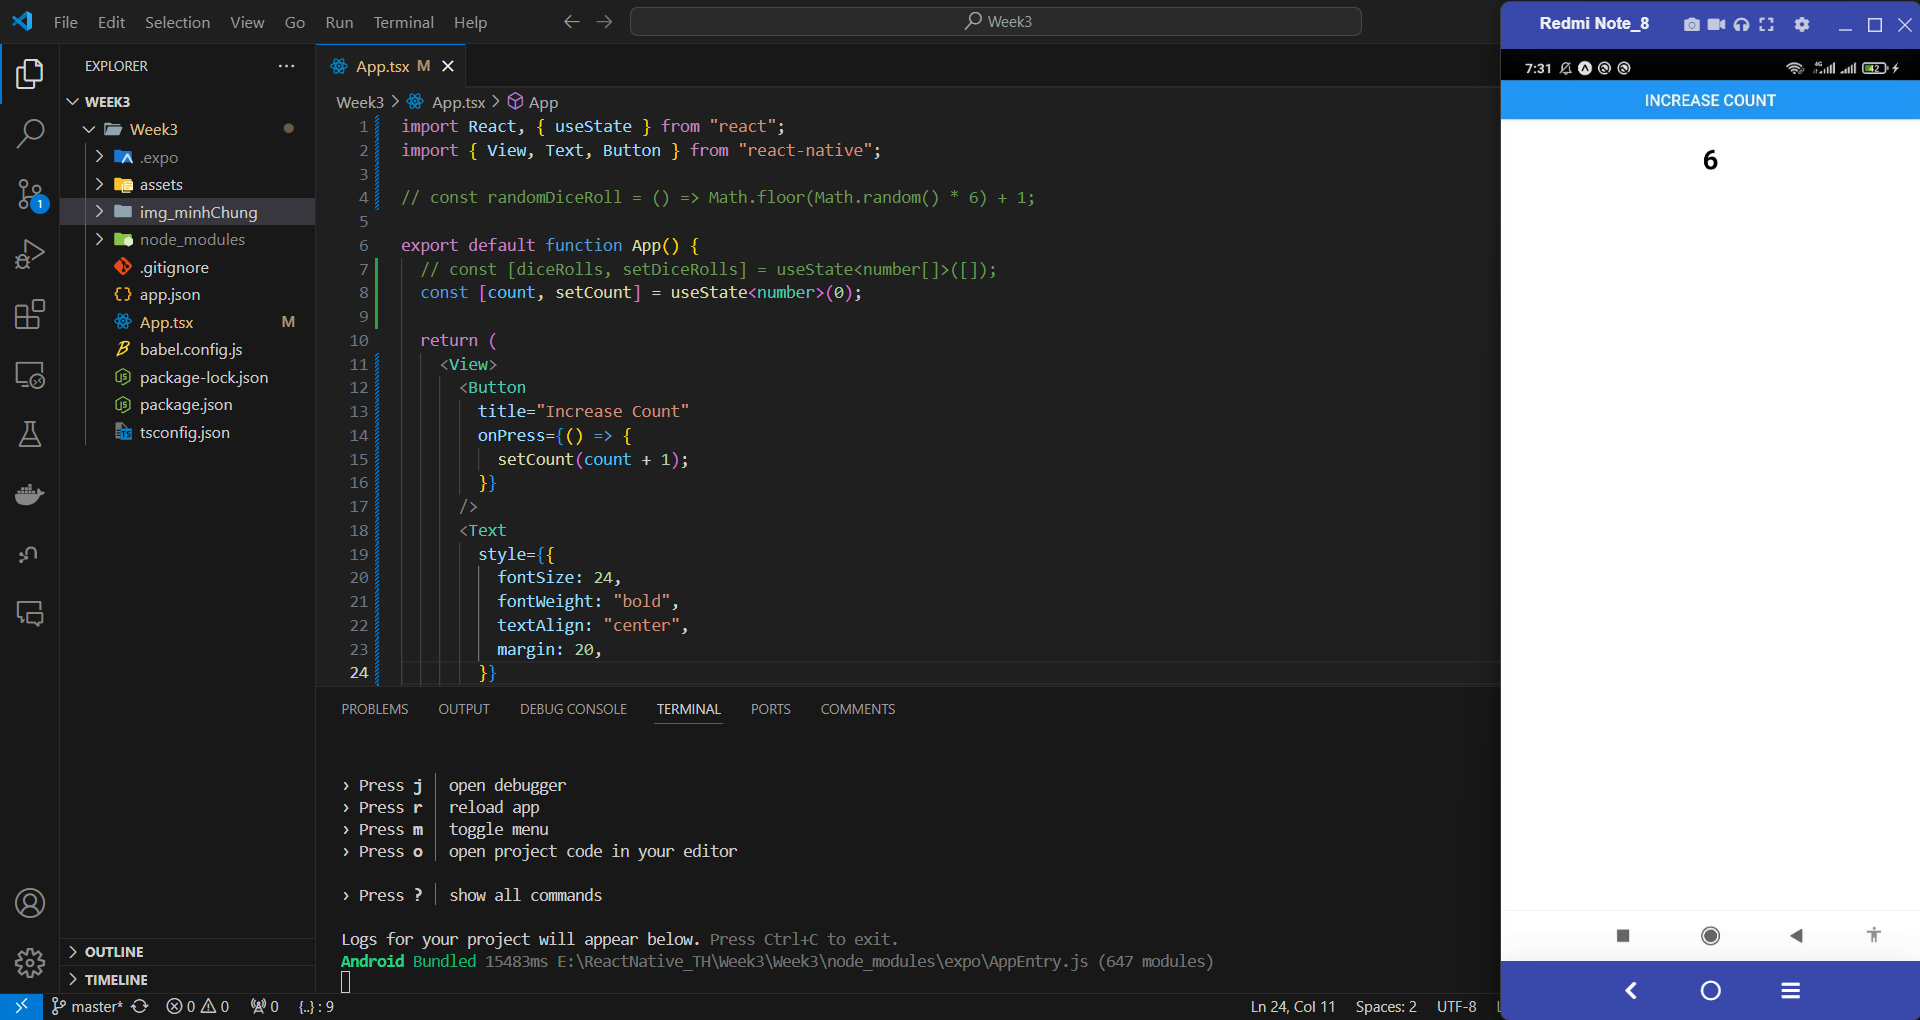 File Edit Selection View Go Run Terminal Help
Week3
EXPLORER
WEEK3
Week3
.expo
assets
img_minhChung
node_modules
.gitignore
app.json
App.tsx M
babel.config.js
package-lock.json
package.json
tsconfig.json
OUTLINE
TIMELINE
1
App.tsx M
Week3 > App.tsx > App
1 import React, { useState } from "react";
2 import { View, Text, Button } from "react-native";
3
4 // const randomDiceRoll = () => Math.floor(Math.random() * 6) + 1;
5
6 export default function App() {
7 // const [diceRolls, setDiceRolls] = useState<number[]>([]);
8 const [count, setCount] = useState<number>(0);
9
10 return (
11 <View>
12 <Button
13 title="Increase Count"
14 onPress={() => {
15 setCount(count + 1);
16 }}
17 />
18 <Text
19 style={{
20 fontSize: 24,
21 fontWeight: "bold",
22 textAlign: "center",
23 margin: 20,
24 }}
PROBLEMS OUTPUT DEBUG CONSOLE TERMINAL PORTS COMMENTS
› Press j │ open debugger
› Press r │ reload app
› Press m │ toggle menu
› Press o │ open project code in your editor
› Press ? │ show all commands
Logs for your project will appear below. Press Ctrl+C to exit.
Android Bundled 15483ms E:\ReactNative_TH\Week3\Week3\node_modules\expo\AppEntry.js (647 modules)
master* 0 0 0 {..} : 9
Ln 24, Col 11 Spaces: 2 UTF-8
Redmi Note_8
7:31 4G 42
INCREASE COUNT
6